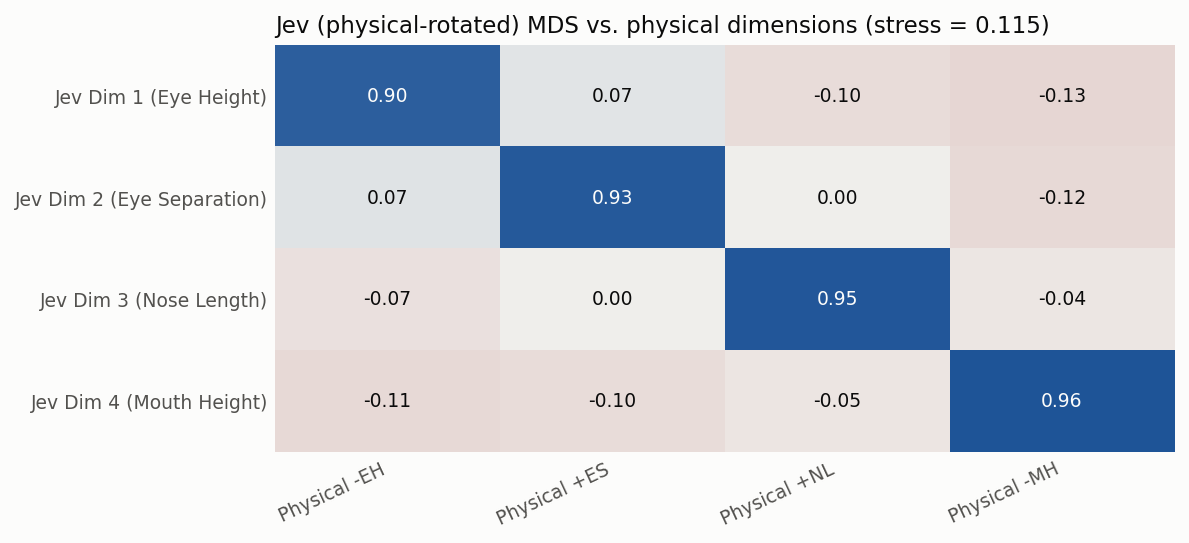 Jev (physical-rotated) MDS vs. physical dimensions (stress = 0.115)
Jev Dim 1 (Eye Height) 0.90 0.07 -0.10 -0.13
Jev Dim 2 (Eye Separation) 0.07 0.93 0.00 -0.12
Jev Dim 3 (Nose Length) -0.07 0.00 0.95 -0.04
Jev Dim 4 (Mouth Height) -0.11 -0.10 -0.05 0.96
Physical -EH Physical +ES Physical +NL Physical -MH